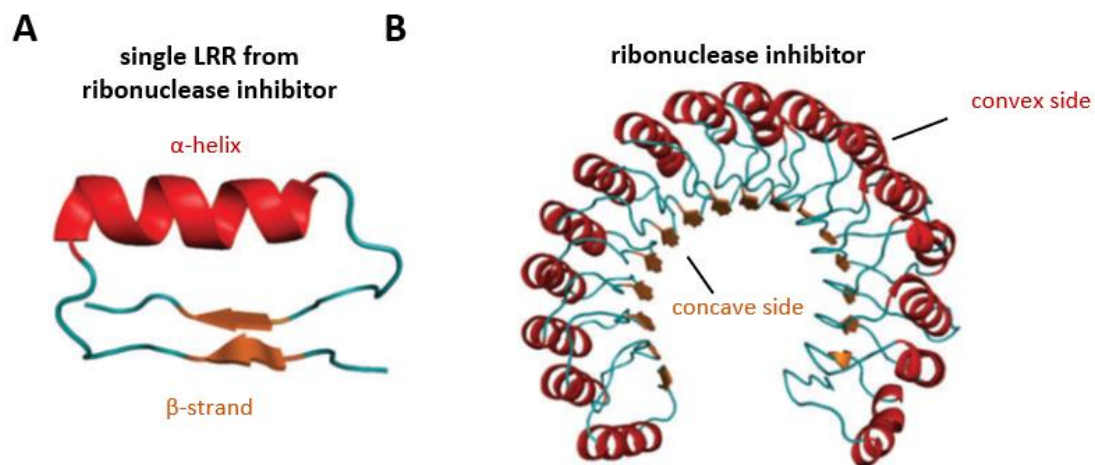 A
single LRR from
ribonuclease inhibitor
α-helix
β-strand
B
ribonuclease inhibitor
convex side
concave side